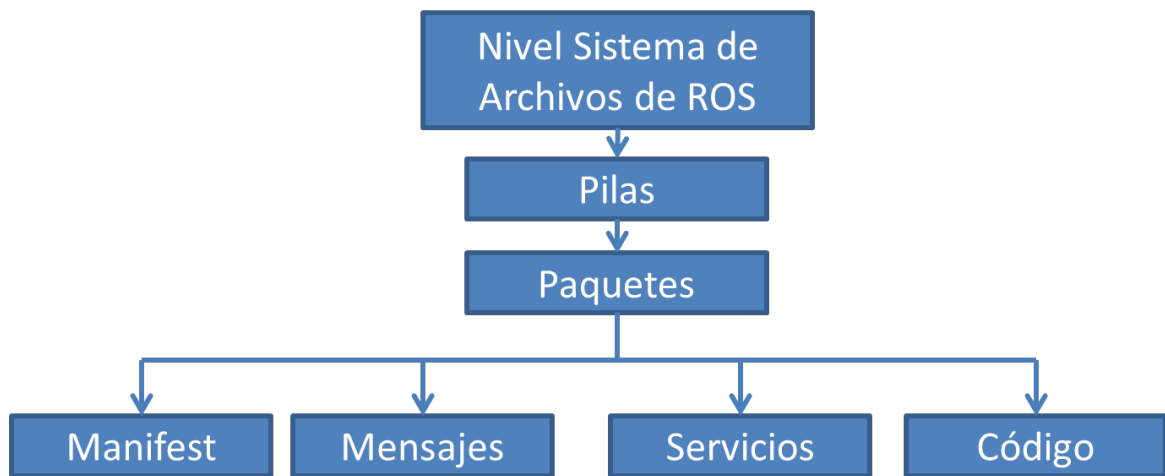 Nivel Sistema de
Archivos de ROS
Pilas
Paquetes
Manifest
Mensajes
Servicios
Código